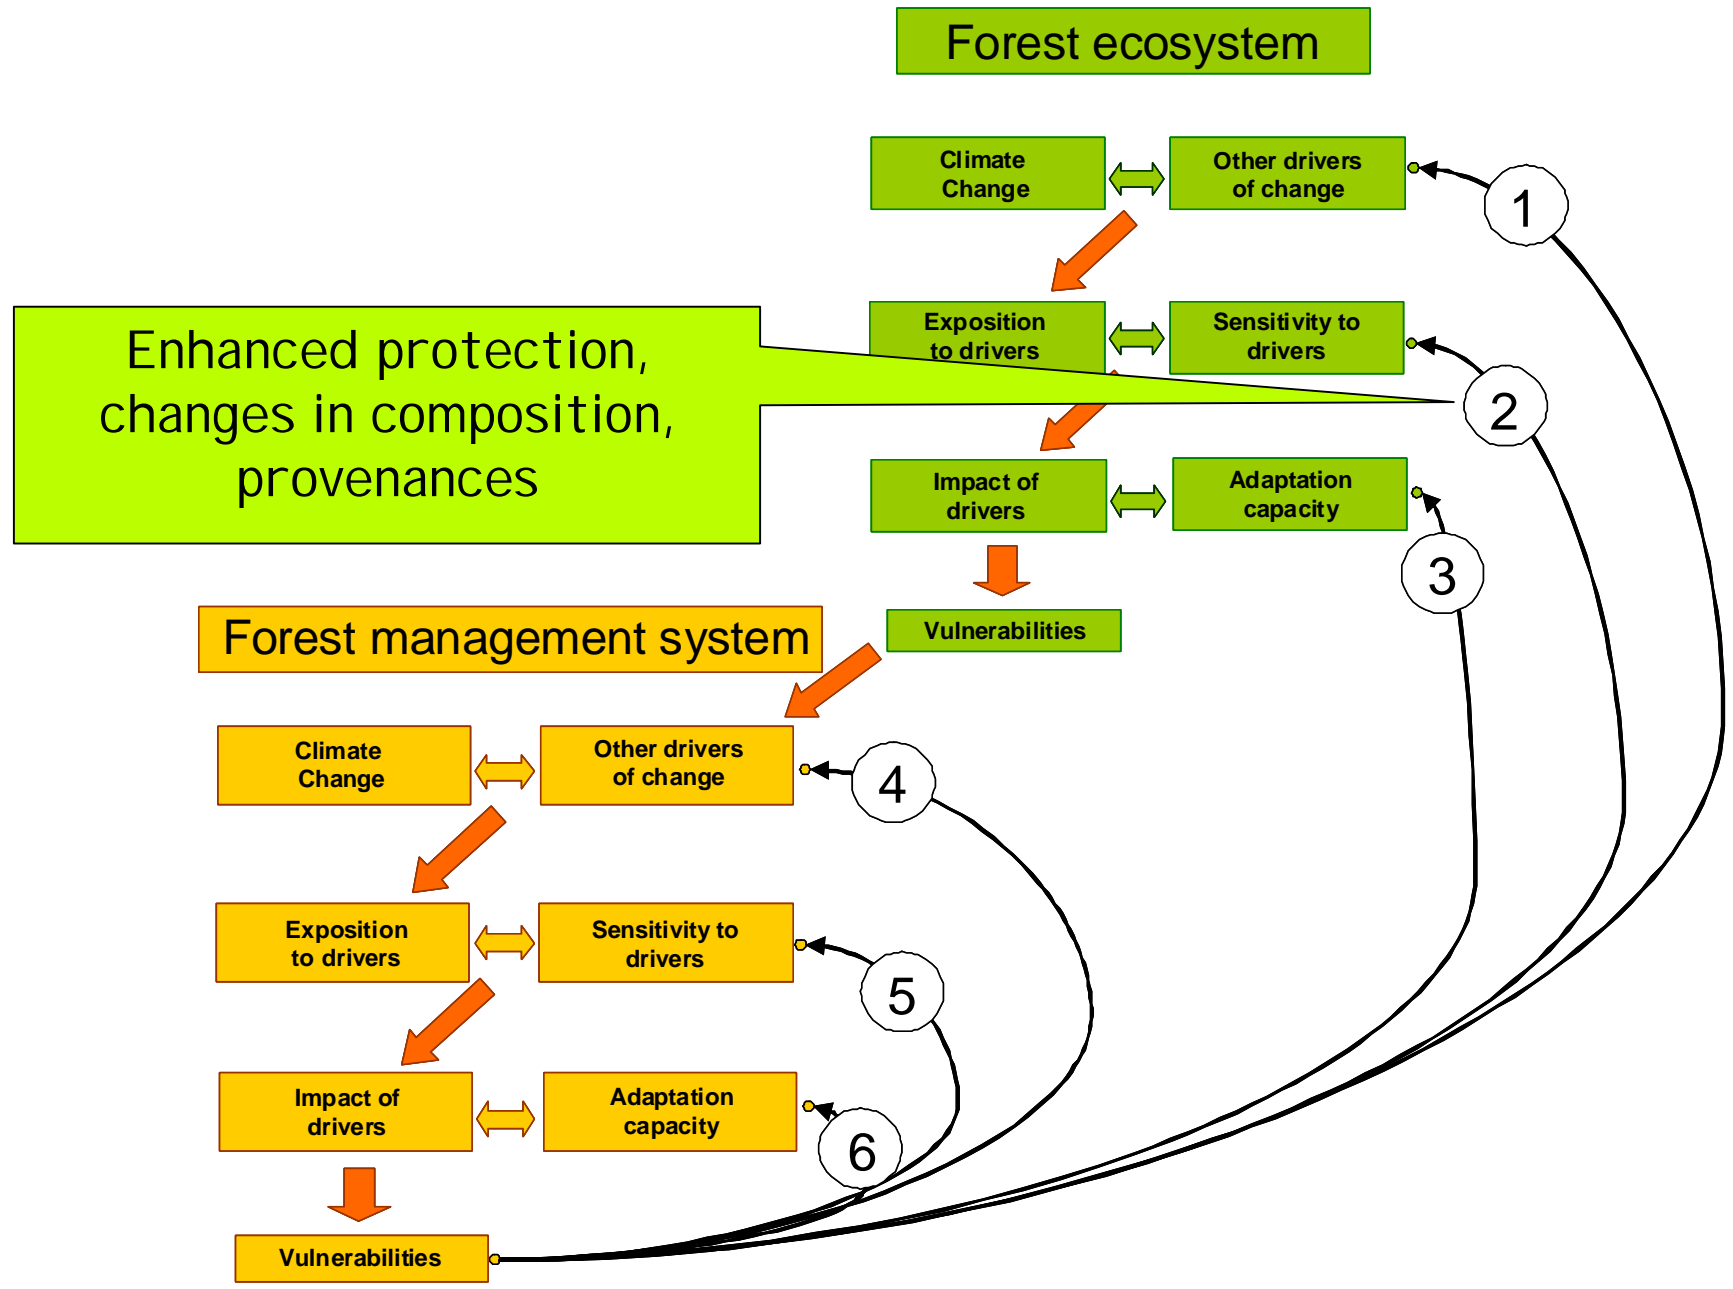 Forest ecosystem
Climate
Change
Other drivers
of change
1
Exposition
to drivers
Sensitivity to
drivers
2
Enhanced protection,
changes in composition,
provenances
Impact of
drivers
Adaptation
capacity
3
Vulnerabilities
Forest management system
Climate
Change
Other drivers
of change
4
Exposition
to drivers
Sensitivity to
drivers
5
Impact of
drivers
Adaptation
capacity
6
Vulnerabilities